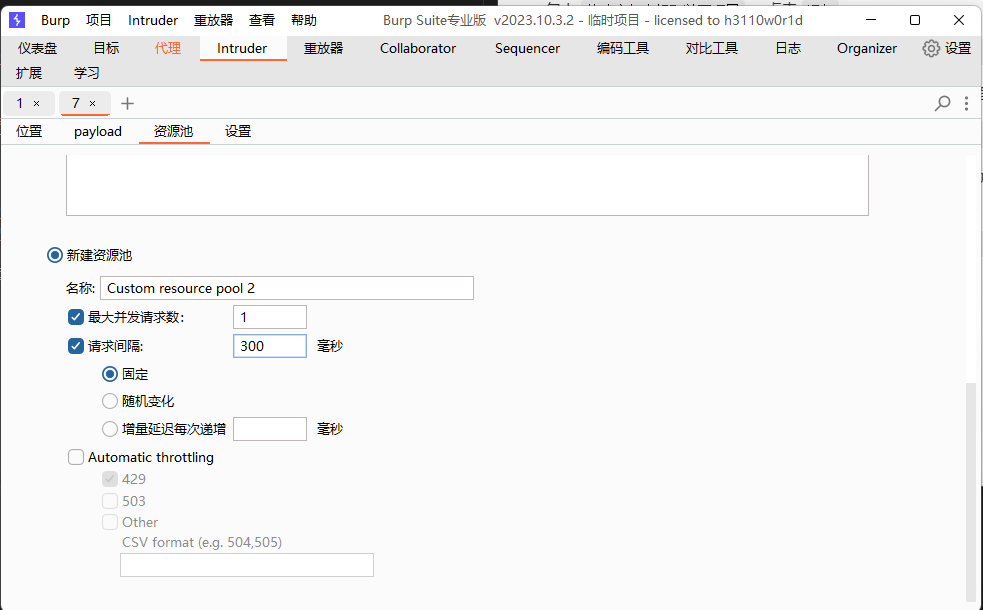 Burp 项目 Intruder 重放器 查看 帮助 Burp Suite专业版 v2023.10.3.2 - 临时项目 - licensed to h3110w0r1d
仪表盘 目标 代理 Intruder 重放器 Collaborator Sequencer 编码工具 对比工具 日志 Organizer 设置
扩展 学习
1 × 7 × +
位置 payload 资源池 设置
新建资源池
名称: Custom resource pool 2
最大并发请求数: 1
请求间隔: 300 毫秒
固定
随机变化
增量延迟每次递增 毫秒
Automatic throttling
429
503
Other
CSV format (e.g. 504,505)